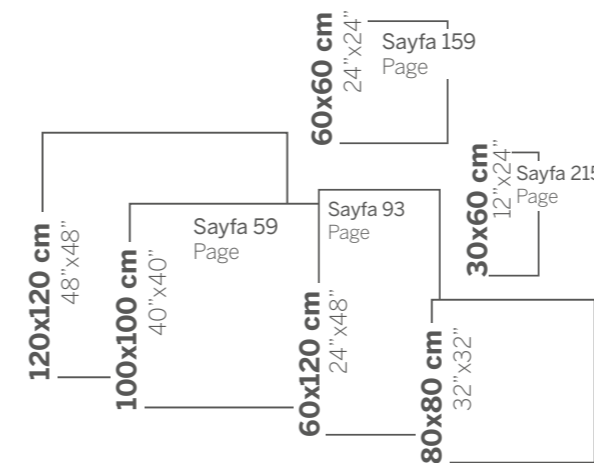 60x60 cm
24”x24”
Sayfa 159
Page
30x60 cm
12”x24”
Sayfa 215
Page
120x120 cm
48”x48”
100x100 cm
40”x40”
Sayfa 59
Page
60x120 cm
24”x48”
Sayfa 93
Page
80x80 cm
32”x32”